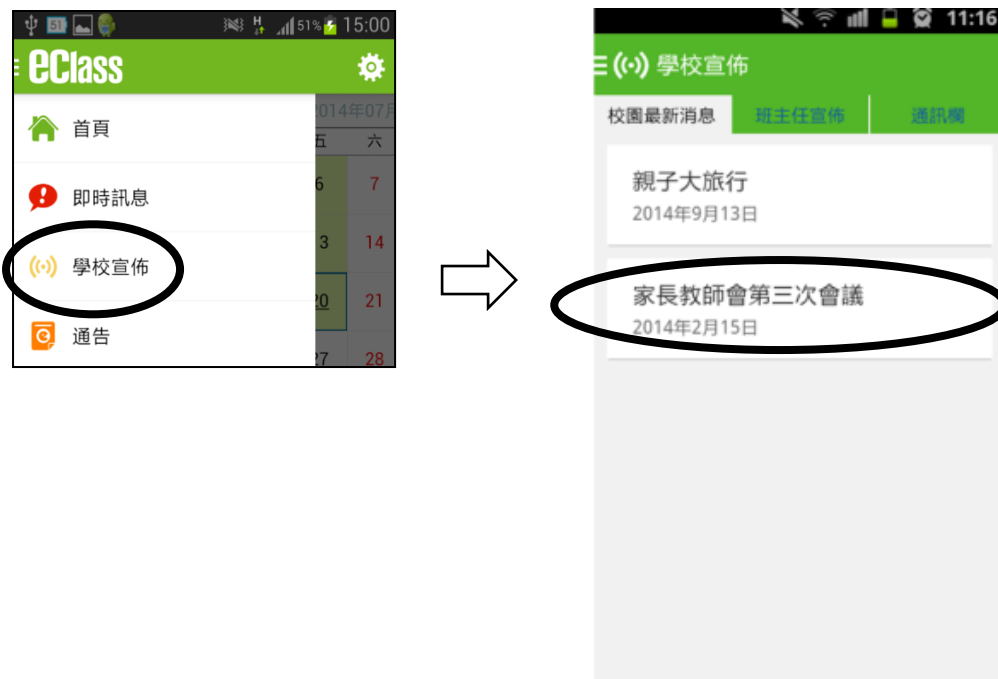 51 H 51% 15:00
eClass
2014年07月
首頁
五 六
即時訊息
6 7
學校宣佈
3 14
20 21
通告
27 28
11:16
學校宣佈
校園最新消息 班主任宣佈 通訊欄
親子大旅行
2014年9月13日
家長教師會第三次會議
2014年2月15日